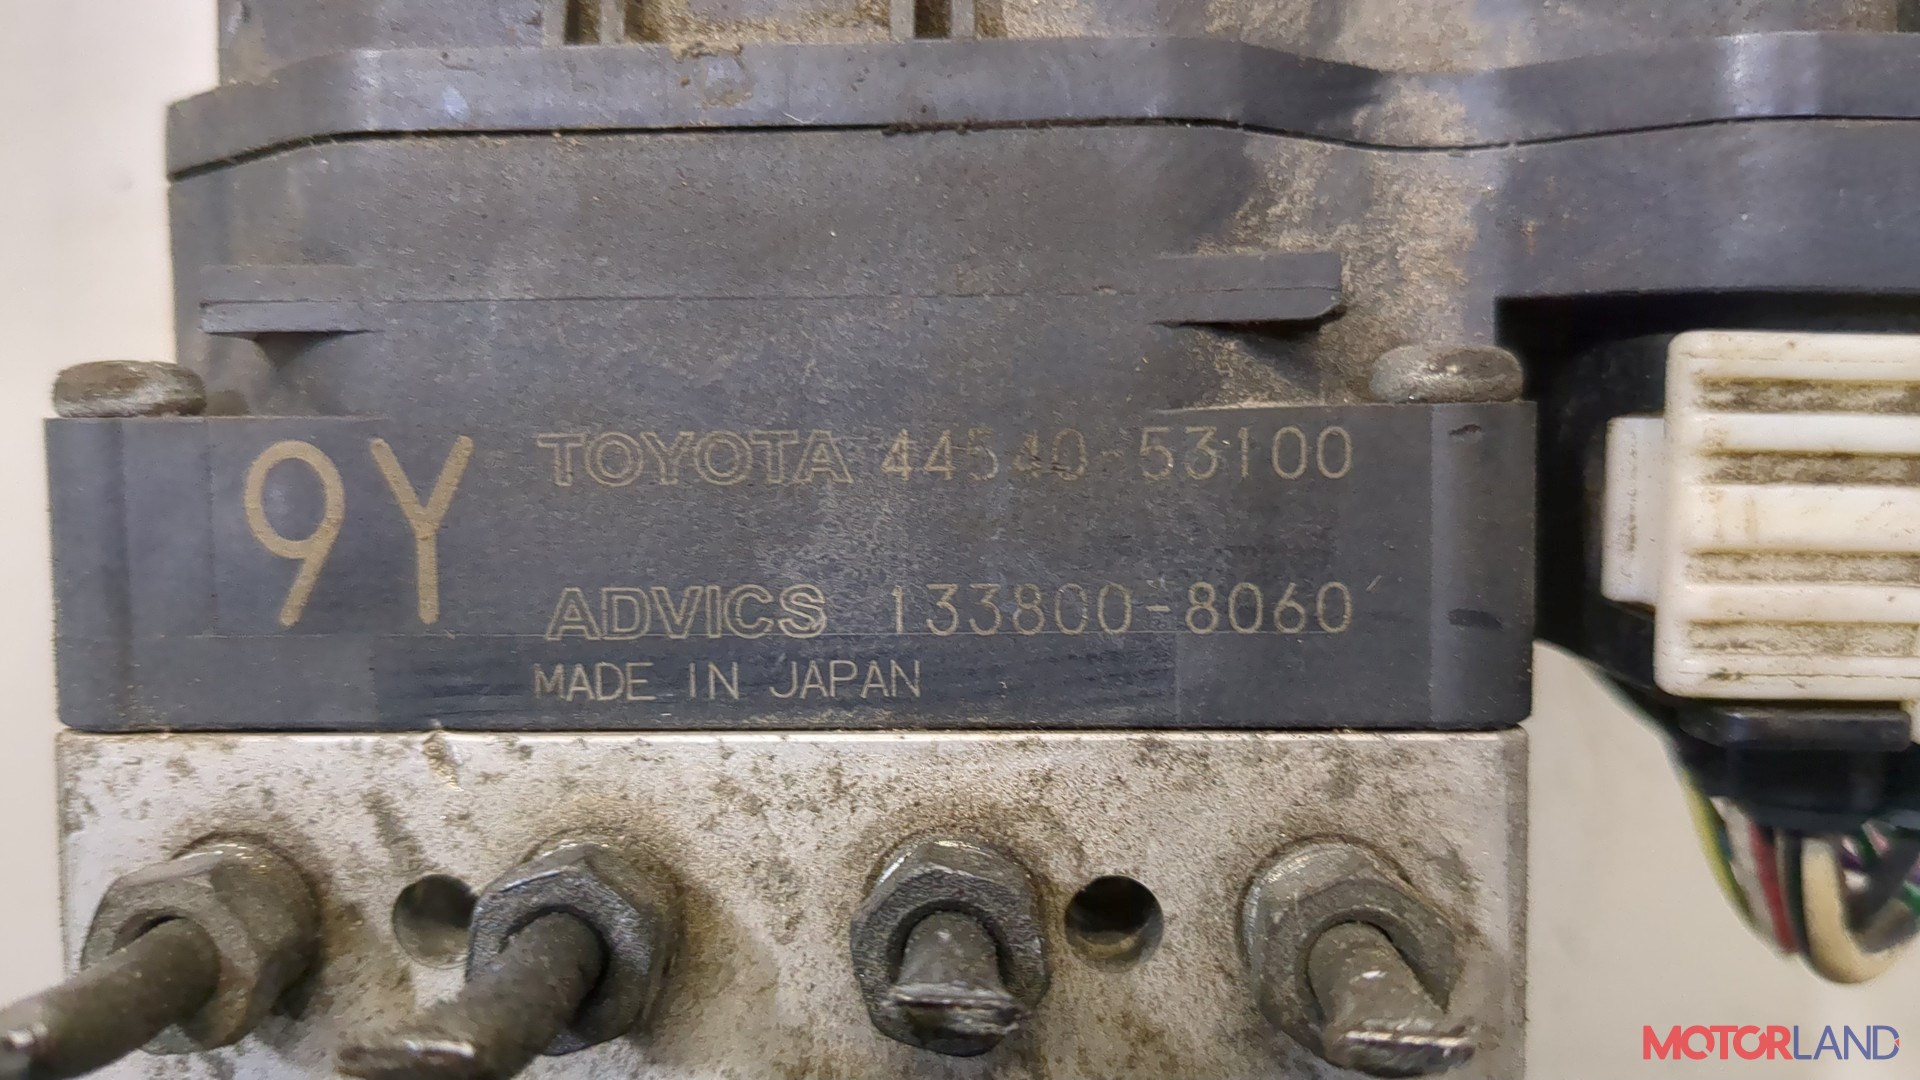 9Y TOYOTA 44540-53100
ADVICS 133800-8060
MADE IN JAPAN
MOTORLAND